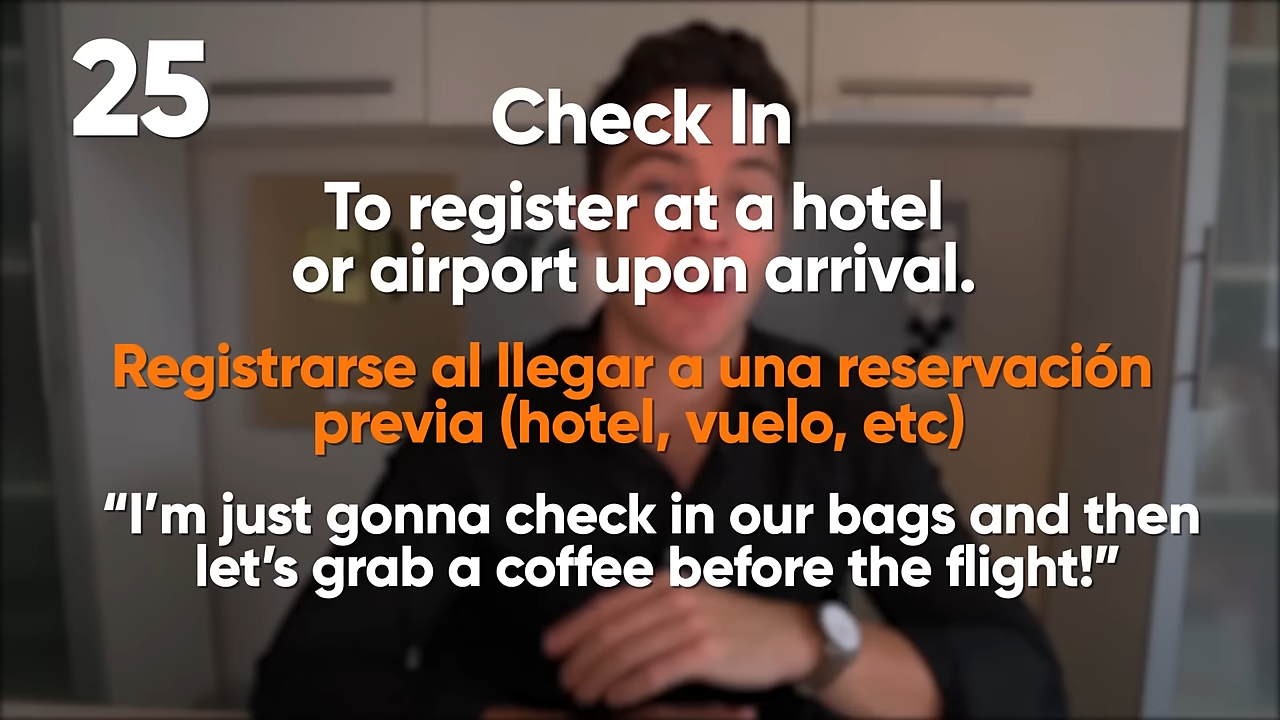 25
Check In
To register at a hotel
or airport upon arrival.
Registrarse al llegar a una reservación
previa (hotel, vuelo, etc)
“I’m just gonna check in our bags and then
let’s grab a coffee before the flight!”